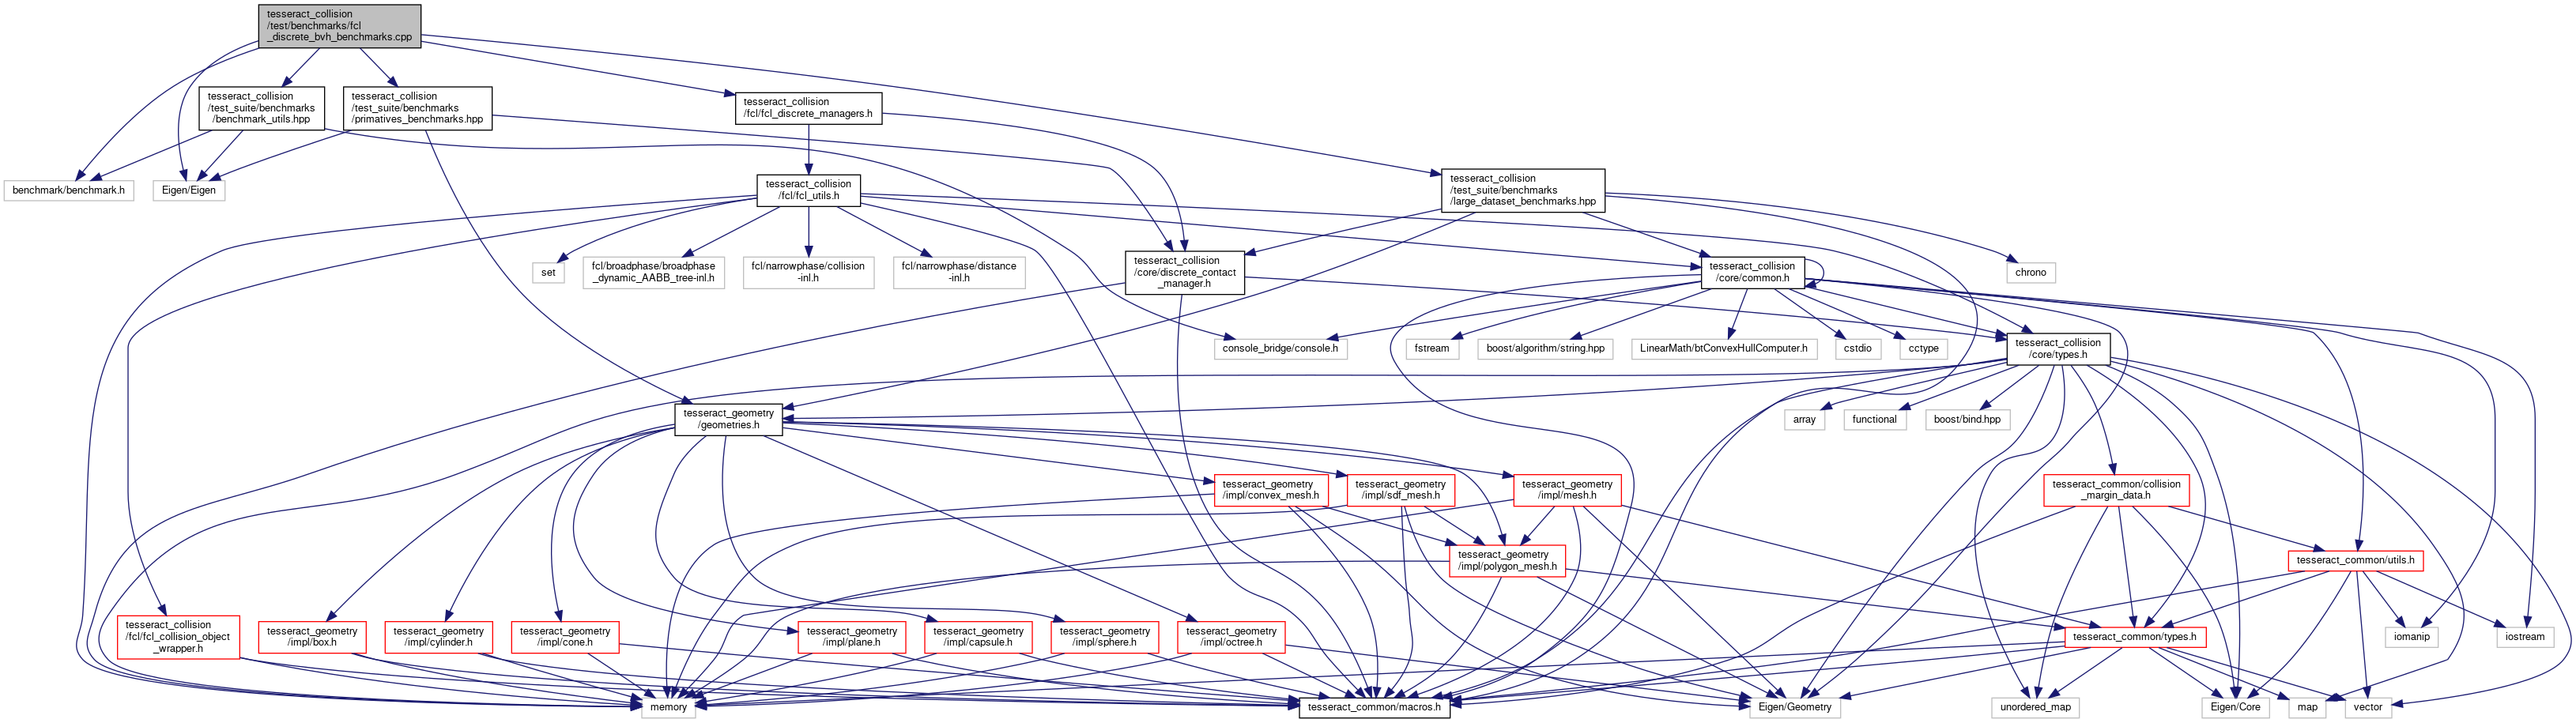 tesseract_collision
/test/benchmarks/fcl
_discrete_bvh_benchmarks.cpp
tesseract_collision
/test_suite/benchmarks
/benchmark_utils.hpp
tesseract_collision
/test_suite/benchmarks
/primatives_benchmarks.hpp
tesseract_collision
/fcl/fcl_discrete_managers.h
benchmark/benchmark.h
Eigen/Eigen
tesseract_collision
/fcl/fcl_utils.h
tesseract_collision
/test_suite/benchmarks
/large_dataset_benchmarks.hpp
set
fcl/broadphase/broadphase
_dynamic_AABB_tree-inl.h
fcl/narrowphase/collision
-inl.h
fcl/narrowphase/distance
-inl.h
tesseract_collision
/core/discrete_contact
_manager.h
tesseract_collision
/core/common.h
chrono
console_bridge/console.h
fstream
boost/algorithm/string.hpp
LinearMath/btConvexHullComputer.h
cstdio
cctype
tesseract_collision
/core/types.h
tesseract_geometry
/geometries.h
array
functional
boost/bind.hpp
tesseract_geometry
/impl/convex_mesh.h
tesseract_geometry
/impl/sdf_mesh.h
tesseract_geometry
/impl/mesh.h
tesseract_common/collision
_margin_data.h
tesseract_geometry
/impl/polygon_mesh.h
tesseract_common/utils.h
tesseract_collision
/fcl/fcl_collision_object
_wrapper.h
tesseract_geometry
/impl/box.h
tesseract_geometry
/impl/cylinder.h
tesseract_geometry
/impl/cone.h
tesseract_geometry
/impl/plane.h
tesseract_geometry
/impl/capsule.h
tesseract_geometry
/impl/sphere.h
tesseract_geometry
/impl/octree.h
tesseract_common/types.h
iomanip
iostream
memory
tesseract_common/macros.h
Eigen/Geometry
unordered_map
Eigen/Core
map
vector